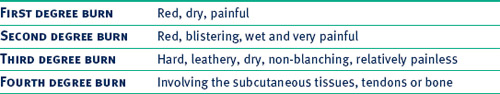 FIRST DEGREE BURN Red, dry, painful
SECOND DEGREE BURN Red, blistering, wet and very painful
THIRD DEGREE BURN Hard, leathery, dry, non-blanching, relatively painless
FOURTH DEGREE BURN Involving the subcutaneous tissues, tendons or bone